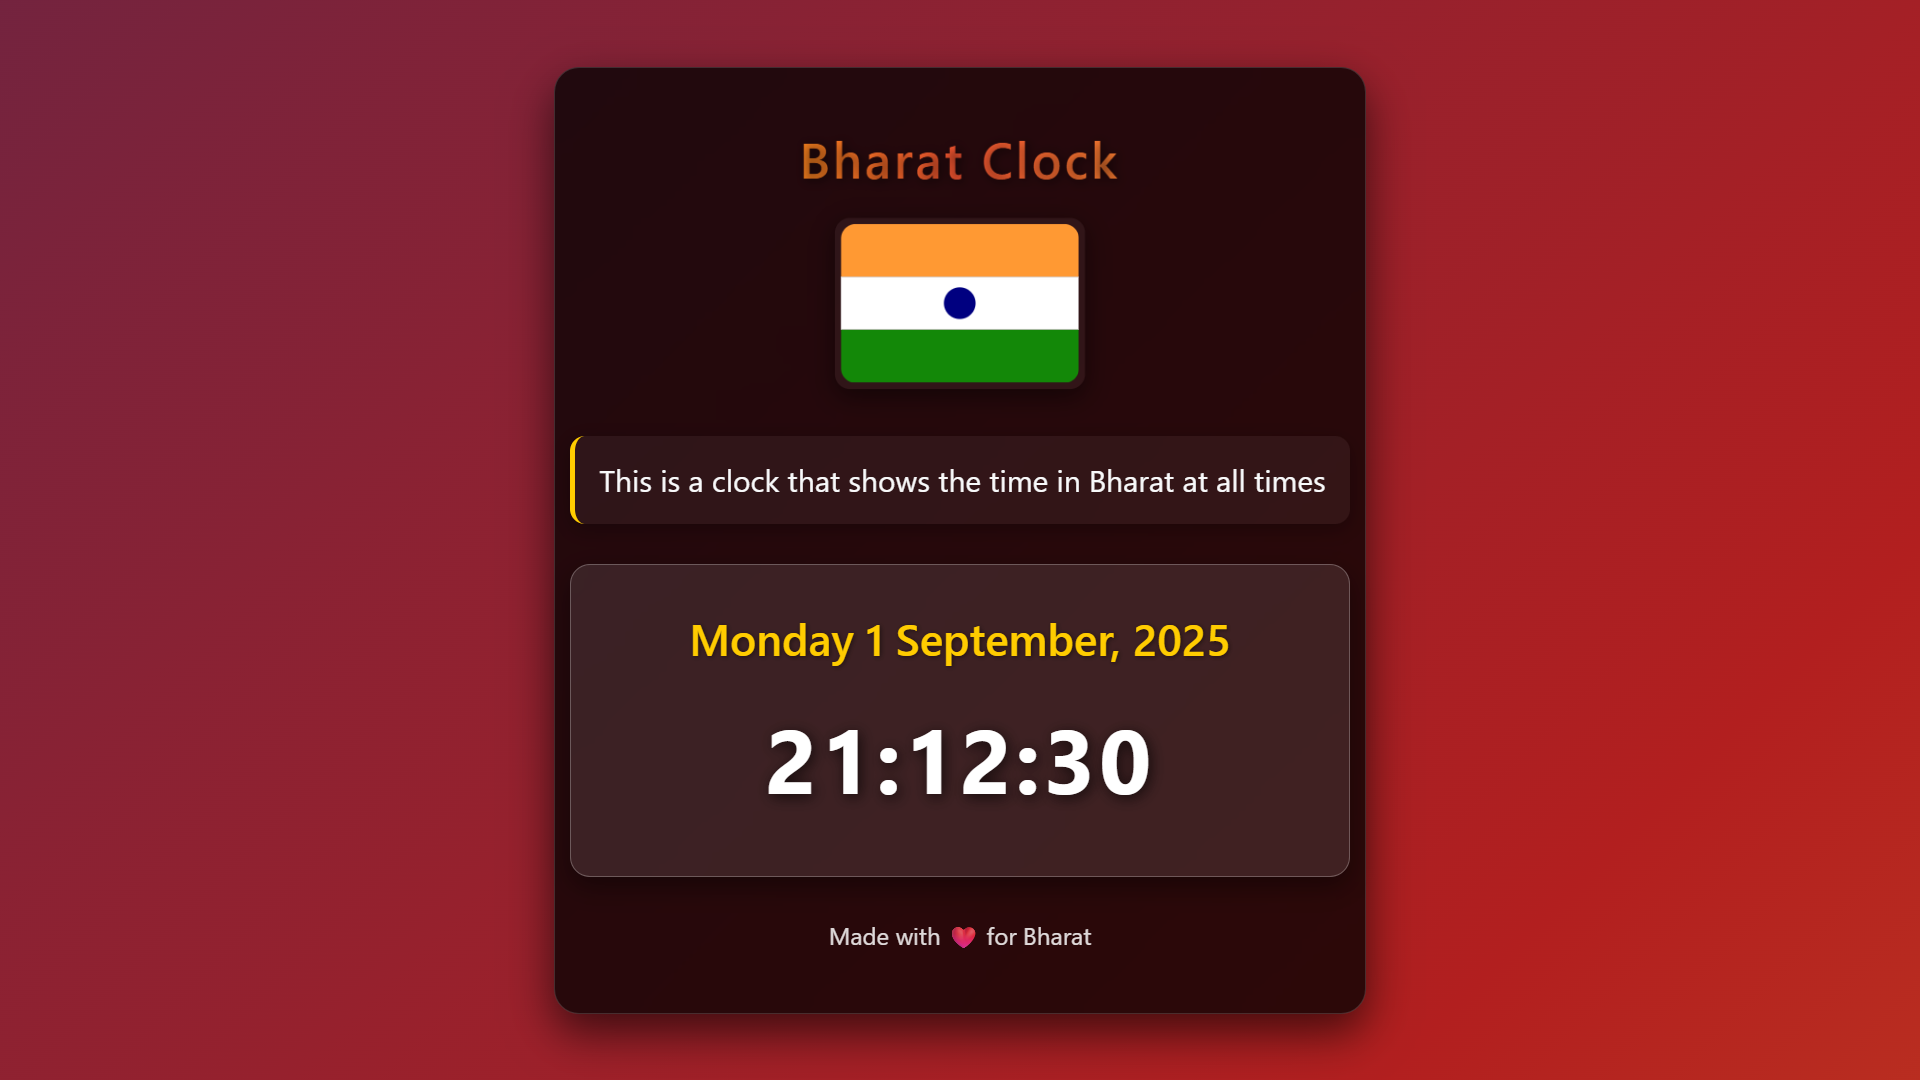 Bharat Clock
This is a clock that shows the time in Bharat at all times
Monday 1 September, 2025
21:12:30
Made with 💗 for Bharat